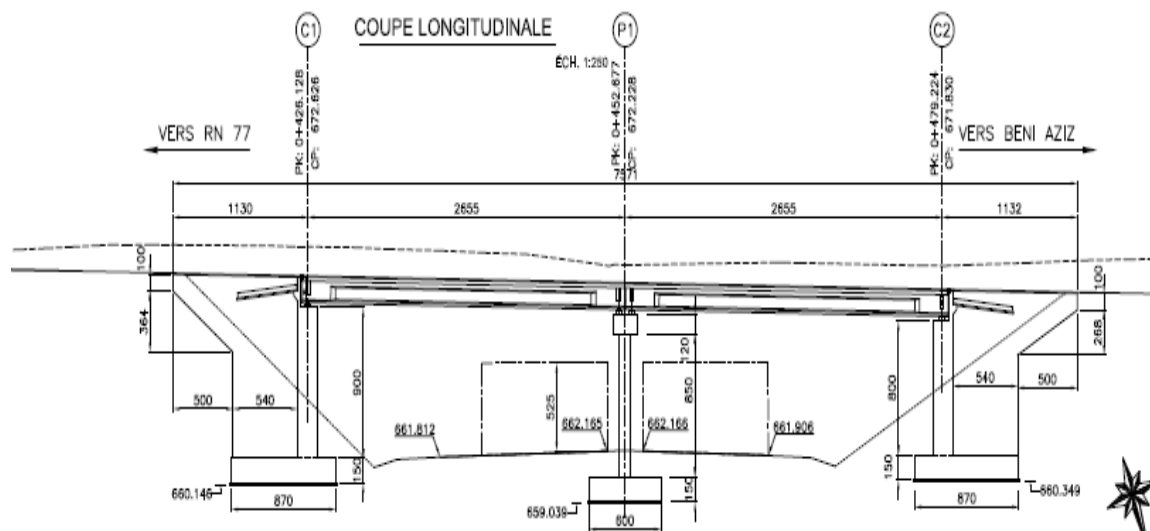 C1
COUPE LONGITUDINALE
P1
C2
ÉCH. 1:250
PK: 0+426.128
CP: 672.626
PK: 0+452.677
CP: 672.228
PK: 0+479.224
CP: 671.830
VERS RN 77
VERS BENI AZIZ
7571
1130
2655
2655
1132
100
364
100
268
900
525
120
850
800
500
540
540
500
661.812
662.165
662.166
661.906
150
150
150
660.146
870
659.039
600
870
660.349